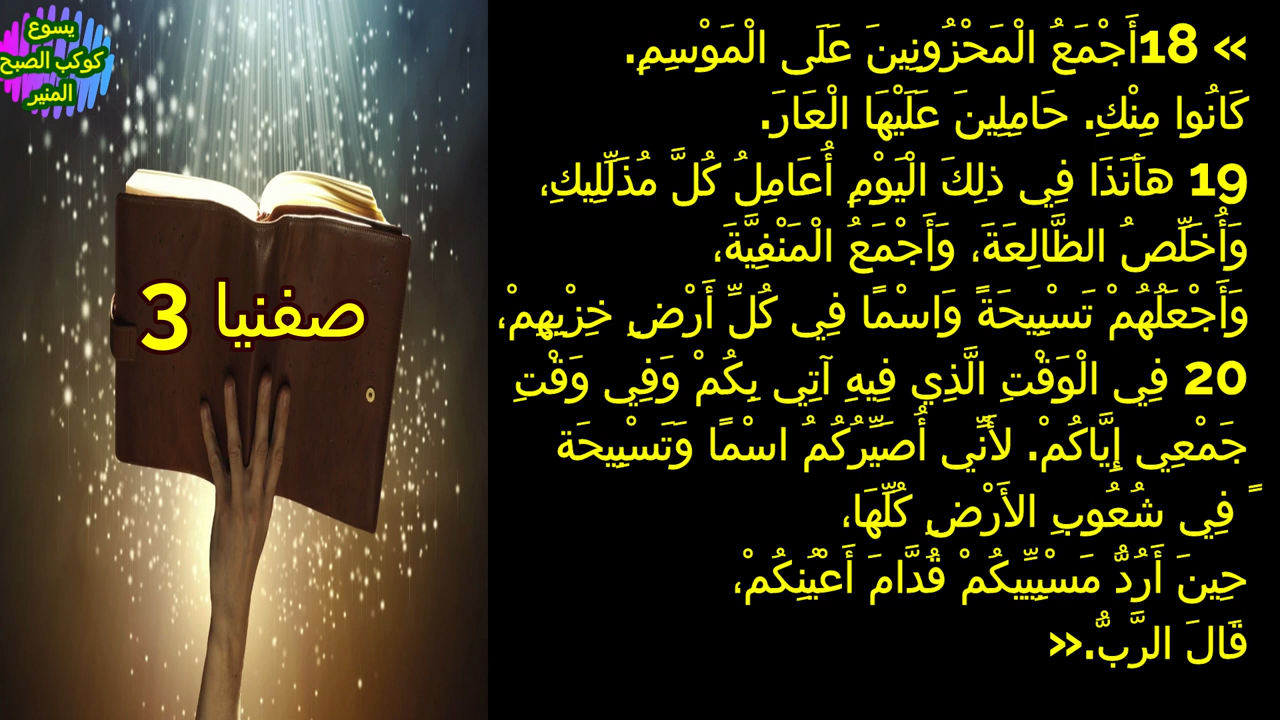 يسوع
كوكب الصبح
المنير
صفنيا 3
« 18أَجْمَعُ الْمَحْزُونِينَ عَلَى الْمَوْسِمِ.
كَانُوا مِنْكِ. حَامِلِينَ عَلَيْهَا الْعَارَ.
19 هأَنَذَا فِي ذلِكَ الْيَوْمِ أُعَامِلُ كُلَّ مُذَلِّلِيكِ،
وَأُخَلِّصُ الظَّالِعَةَ، وَأَجْمَعُ الْمَنْفِيَّةَ،
وَأَجْعَلُهُمْ تَسْبِيحَةً وَاسْمًا فِي كُلِّ أَرْضِ خِزْيِهِمْ،
20 فِي الْوَقْتِ الَّذِي فِيهِ آتِي بِكُمْ وَفِي وَقْتِ
جَمْعِي إِيَّاكُمْ. لأَنِّي أُصَيِّرُكُمُ اسْمًا وَتَسْبِيحَة
ً فِي شُعُوبِ الأَرْضِ كُلِّهَا،
حِينَ أَرُدُّ مَسْبِيِّيكُمْ قُدَّامَ أَعْيُنِكُمْ،
قَالَ الرَّبُّ.«